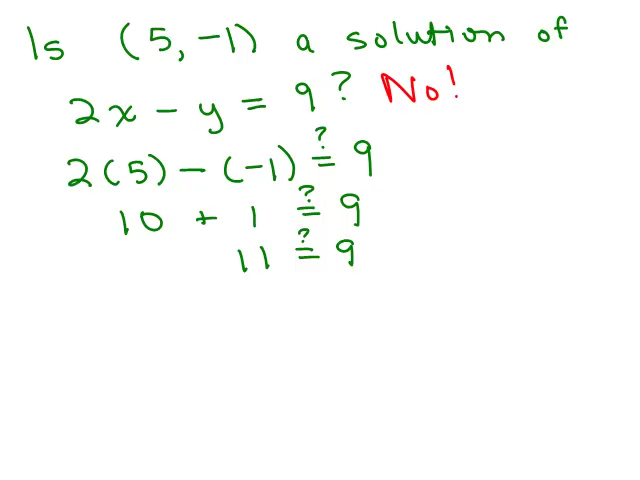 Is (5, -1) a solution of
2x - y = 9? No!
2(5) - (-1) ≟ 9
10 + 1 ≟ 9
11 ≟ 9